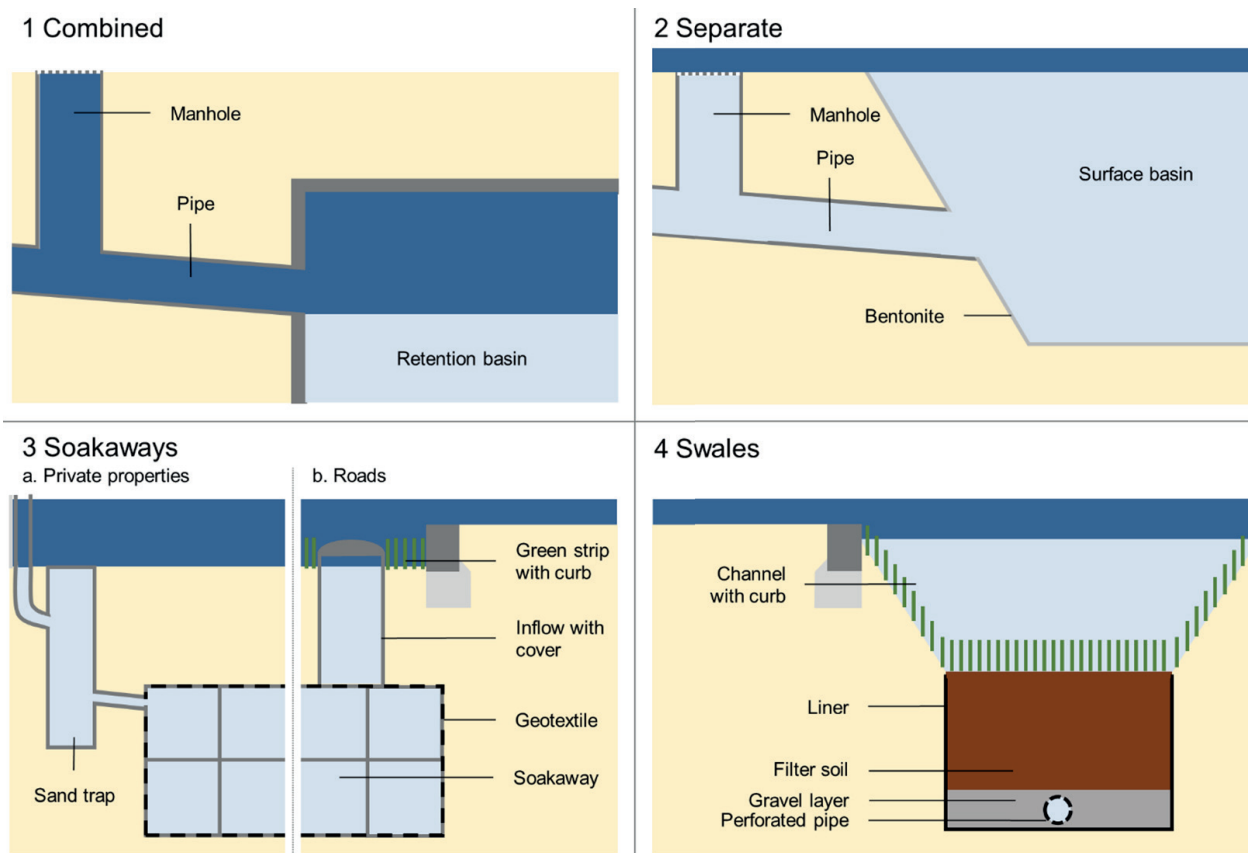 1 Combined
Manhole
Pipe
Retention basin
2 Separate
Manhole
Pipe
Surface basin
Bentonite
3 Soakaways
a. Private properties
b. Roads
Green strip
with curb
Inflow with
cover
Geotextile
Soakaway
Sand trap
4 Swales
Channel
with curb
Liner
Filter soil
Gravel layer
Perforated pipe